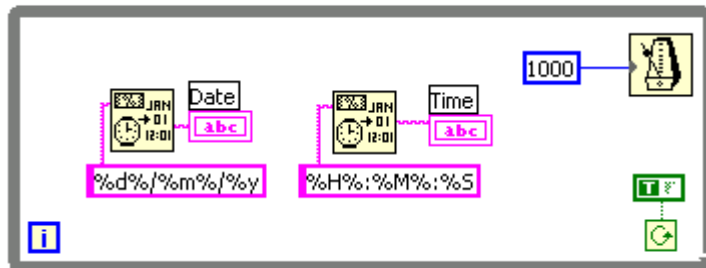 1000
Date
Time
% JAN
01
12:01
abc
% JAN
01
12:01
abc
%d%/%m%/%y
%H%:%M%:%S
T
i